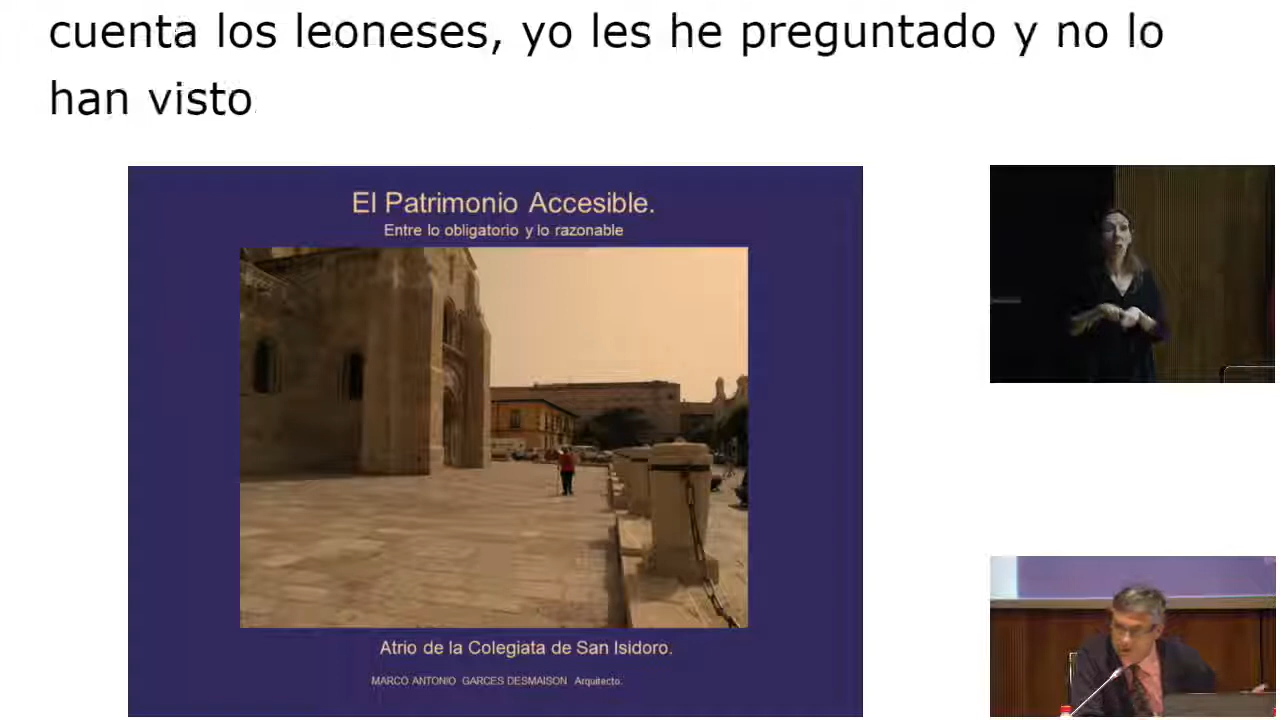 cuenta los leoneses, yo les he preguntado y no lo
han visto
El Patrimonio Accesible.
Entre lo obligatorio y lo razonable
Atrio de la Colegiata de San Isidoro.
MARCO ANTONIO GARCES DESMAISON Arquitecto.